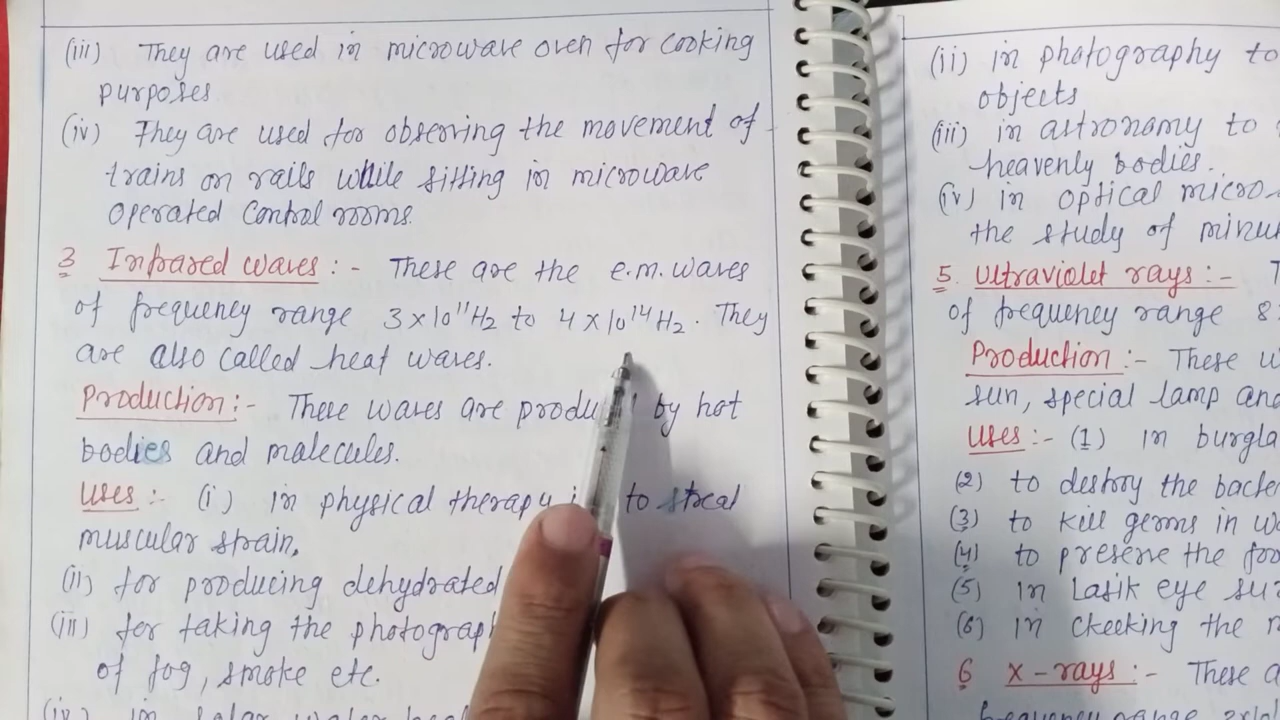 (iii) They are used in microwave oven for cooking
purposes
(iv) They are used for observing the movement of
trains on rails while sitting in microwave
operated control rooms.
3 Infrared waves :- These are the e.m. waves
of frequency range 3 x 10¹¹ Hz to 4 x 10¹⁴ Hz. They
are also called heat waves.
Production :- These waves are by hot
bodies and molecules.
Uses :- (i) in physical therapy to
muscular strain,
(ii) for producing dehydrated
(iii) for taking the
of fog, smoke etc.
(iv) in solar water
(ii) in photography to
objects
(iii) in astronomy to
heavenly bodies.
(iv) in optical
the study of
5. Ultraviolet rays :-
of frequency range 8
Production :- These
sun, special lamp and
Uses :- (1) in
(2) to destroy the
(3) to kill germs in
(4) to preserve the
(5) in Lasik eye
(6) in the
6 X-rays :- These
frequency range